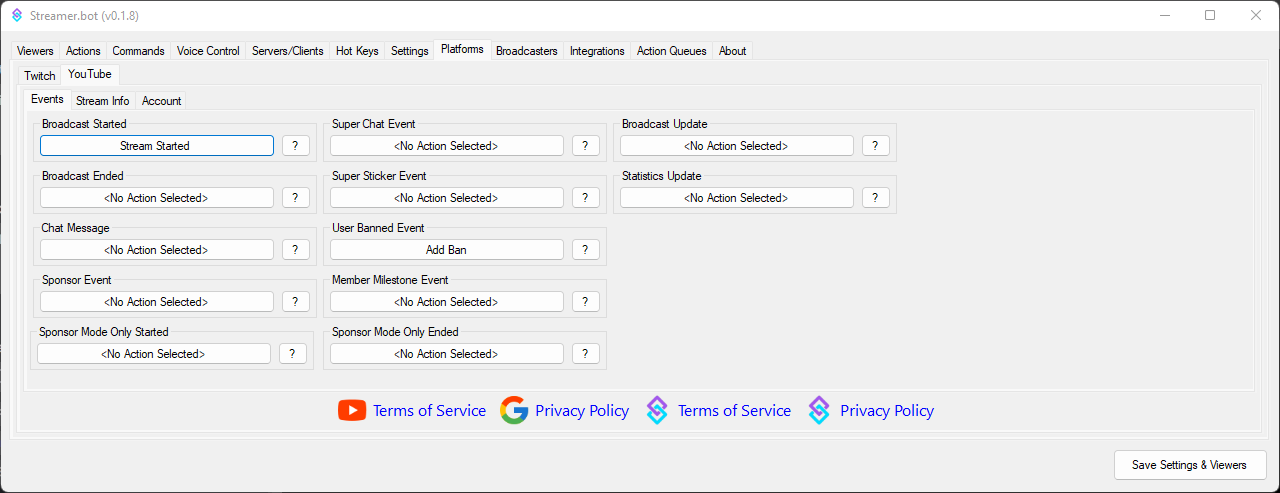 Streamer.bot (v0.1.8)
Viewers Actions Commands Voice Control Servers/Clients Hot Keys Settings Platforms Broadcasters Integrations Action Queues About
Twitch YouTube
Events Stream Info Account
Broadcast Started Super Chat Event Broadcast Update
Stream Started ? <No Action Selected> ? <No Action Selected> ?
Broadcast Ended Super Sticker Event Statistics Update
<No Action Selected> ? <No Action Selected> ? <No Action Selected> ?
Chat Message User Banned Event
<No Action Selected> ? Add Ban ?
Sponsor Event Member Milestone Event
<No Action Selected> ? <No Action Selected> ?
Sponsor Mode Only Started Sponsor Mode Only Ended
<No Action Selected> ? <No Action Selected> ?
Terms of Service Privacy Policy Terms of Service Privacy Policy
Save Settings & Viewers